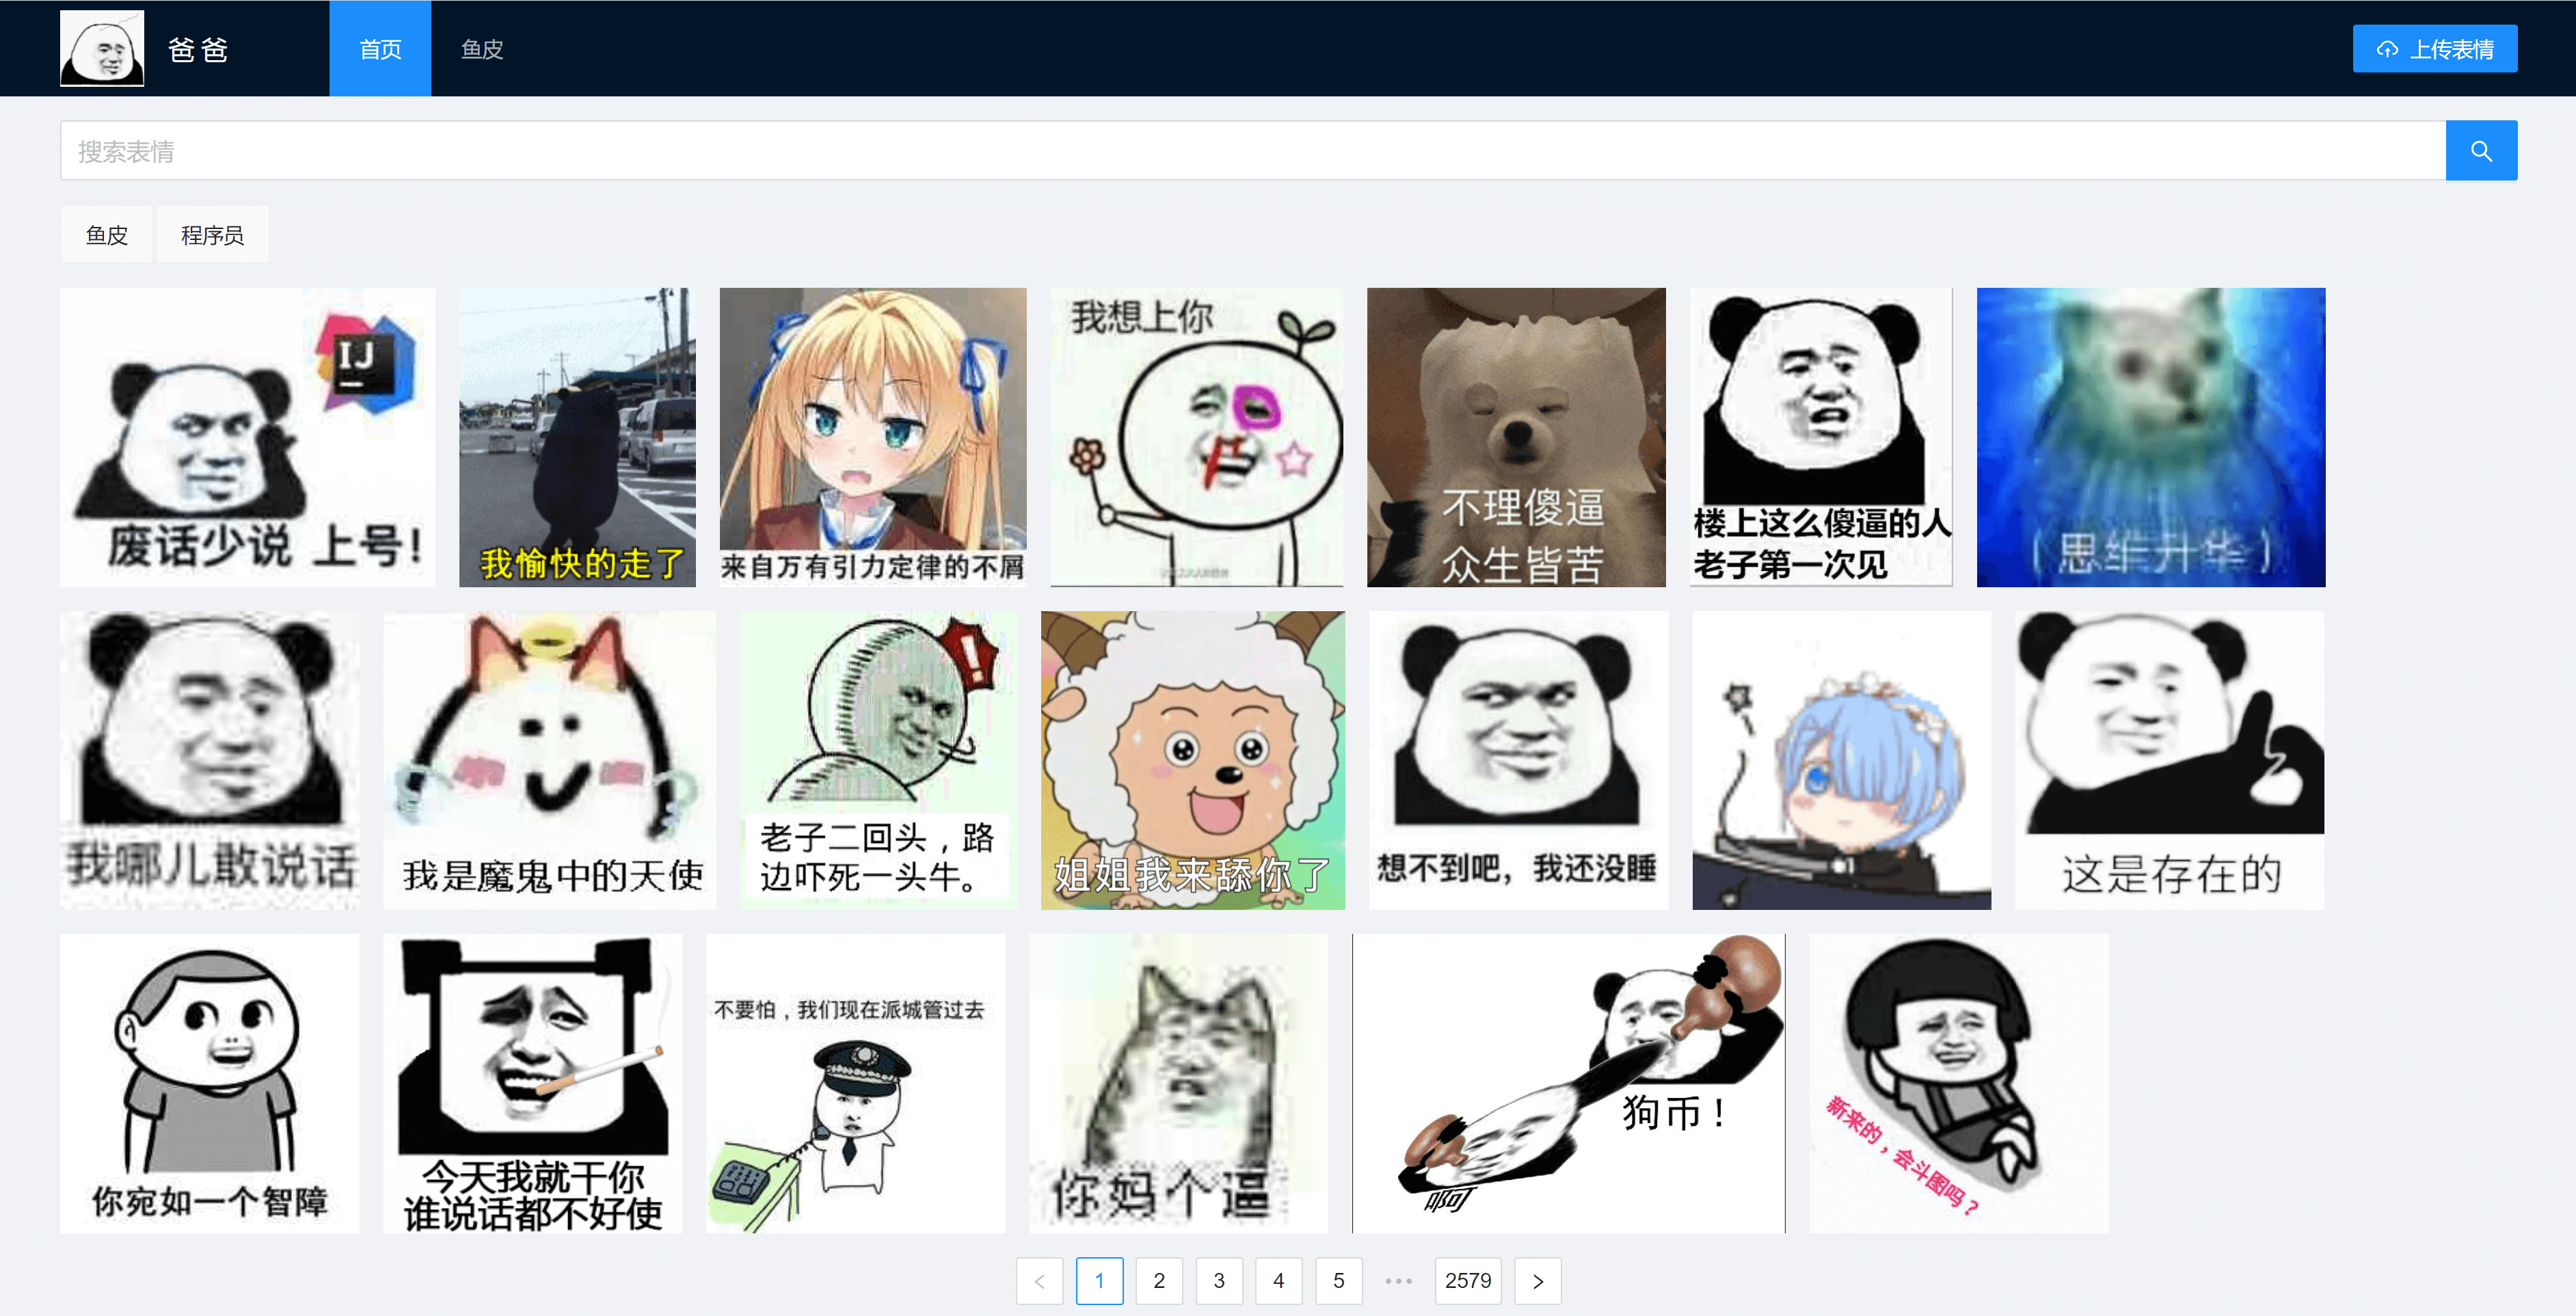 爸爸
首页
鱼皮
上传表情
搜索表情
鱼皮
程序员
IJ
废话少说 上号!
我愉快的走了
来自万有引力定律的不屑
我想上你
不理傻逼
众生皆苦
楼上这么傻逼的人
老子第一次见
(思维升华)
我哪儿敢说话
我是魔鬼中的天使
老子二回头，路
边吓死一头牛。
姐姐我来舔你了
想不到吧，我还没睡
这是存在的
你宛如一个智障
今天我就干你
谁说话都不好使
不要怕，我们现在派城管过去
你妈个逼
狗币！
啊可
新来的，会斗图吗？
1
2
3
4
5
•••
2579